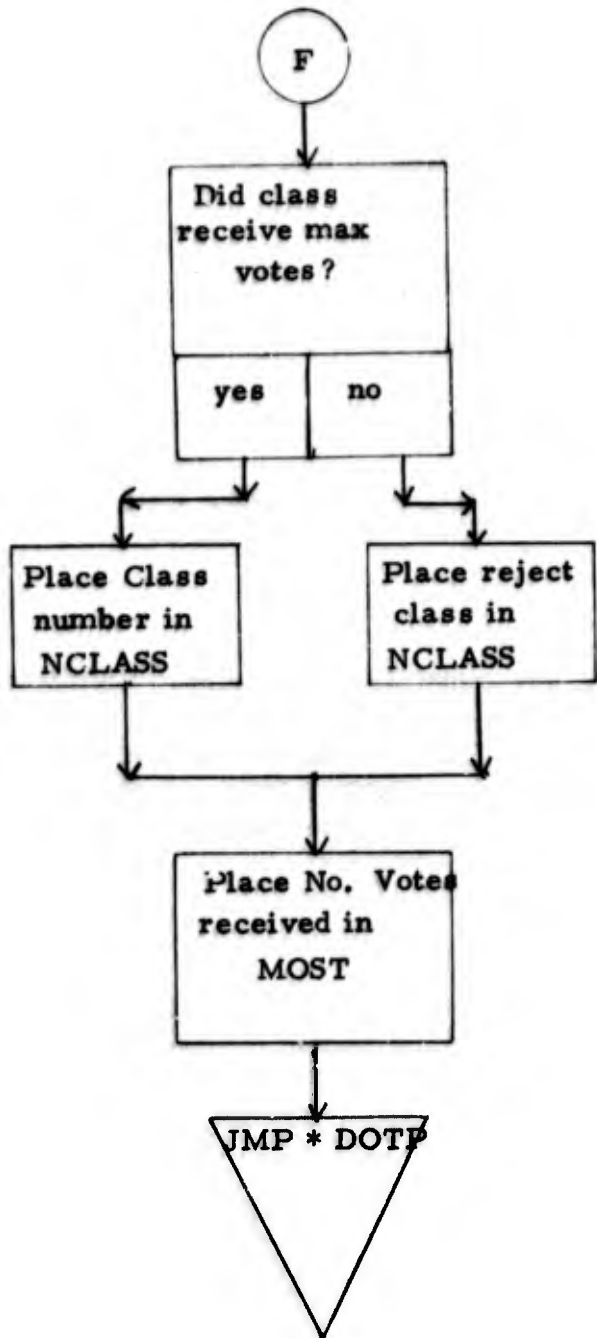 F
Did class
receive max
votes?
yes
no
Place Class
number in
NCLASS
Place reject
class in
NCLASS
Place No. Votes
received in
MOST
JMP * DOTP